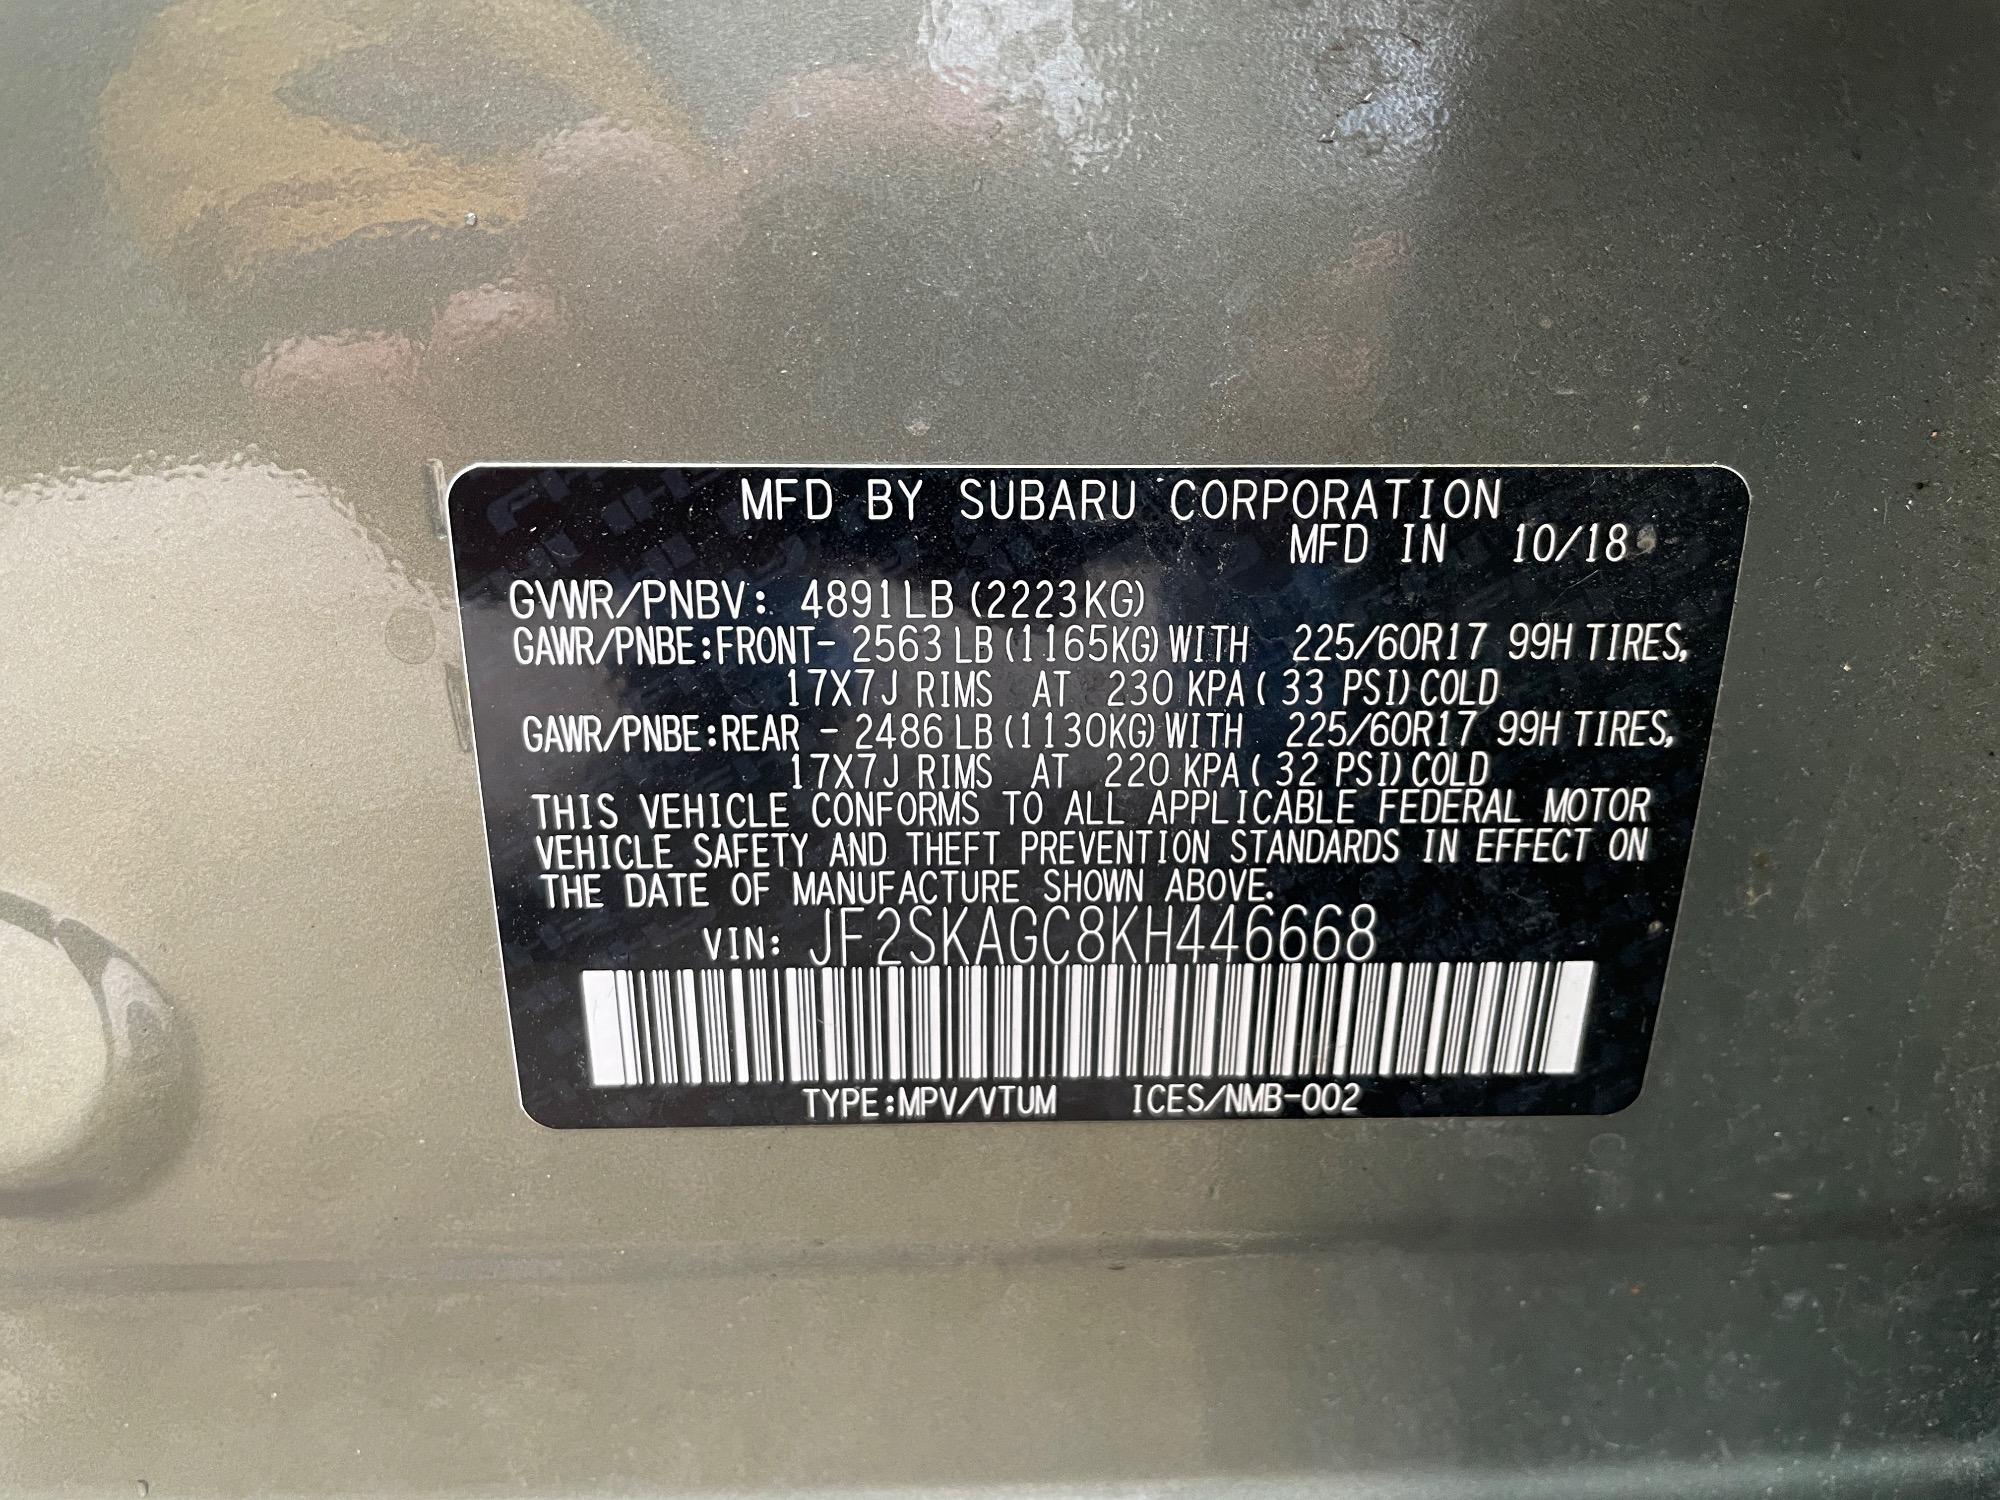 MFD BY SUBARU CORPORATION
MFD IN 10/18
GVWR/PNBV: 4891LB (2223KG)
GAWR/PNBE:FRONT- 2563 LB (1165KG) WITH 225/60R17 99H TIRES,
17X7J RIMS AT 230 KPA ( 33 PSI) COLD
GAWR/PNBE:REAR - 2486 LB (1130KG) WITH 225/60R17 99H TIRES,
17X7J RIMS AT 220 KPA ( 32 PSI) COLD
THIS VEHICLE CONFORMS TO ALL APPLICABLE FEDERAL MOTOR
VEHICLE SAFETY AND THEFT PREVENTION STANDARDS IN EFFECT ON
THE DATE OF MANUFACTURE SHOWN ABOVE.
VIN: JF2SKAGC8KH446668
TYPE:MPV/VTUM ICES/NMB-002